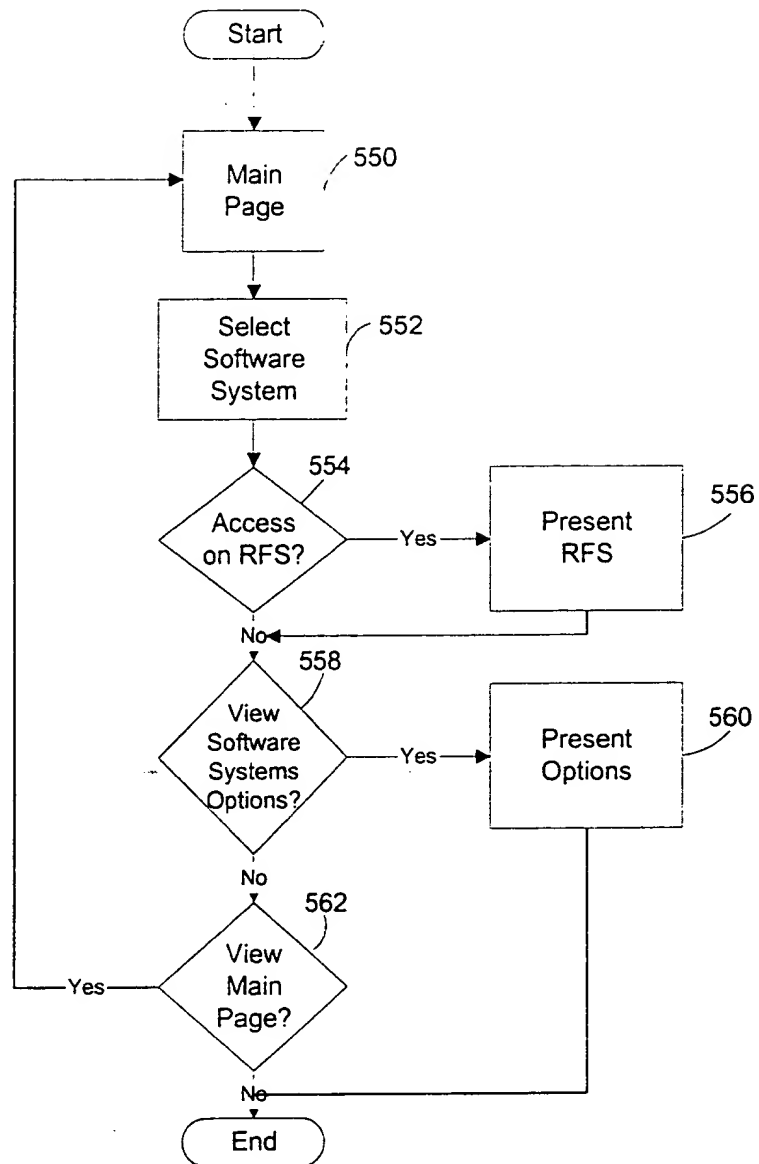 Start
Main
Page
550
Select
Software
System
552
Access
on RFS?
554
Yes
Present
RFS
556
No
View
Software
Systems
Options?
558
Yes
Present
Options
560
No
View
Main
Page?
562
Yes
No
End